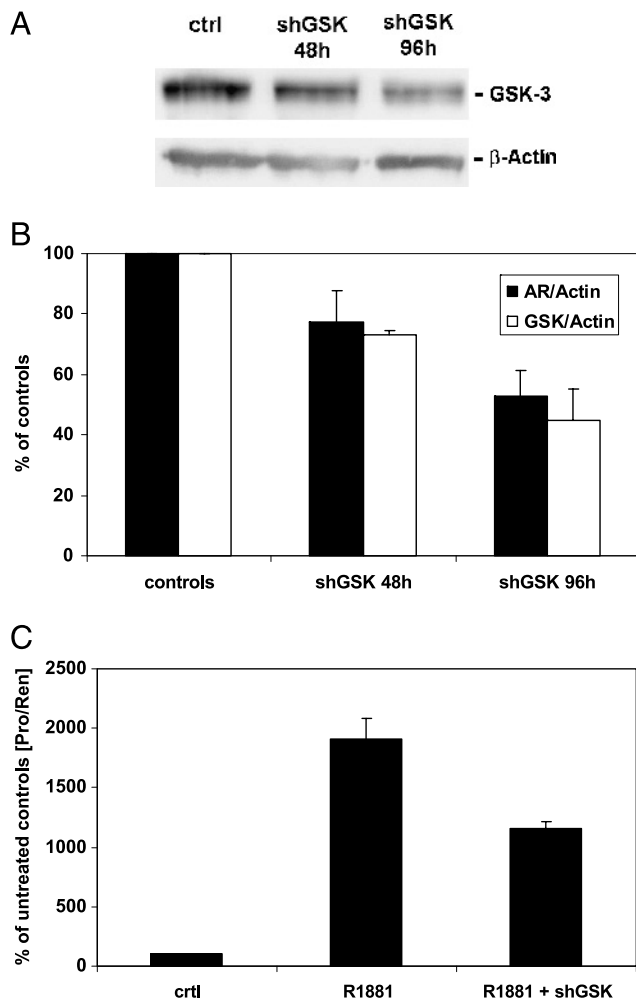 A
ctrl
shGSK
48h
shGSK
96h
- GSK-3
- β-Actin
B
% of controls
100
80
60
40
20
0
AR/Actin
GSK/Actin
controls
shGSK 48h
shGSK 96h
C
% of untreated controls [Pro/Ren]
2500
2000
1500
1000
500
0
crtl
R1881
R1881 + shGSK